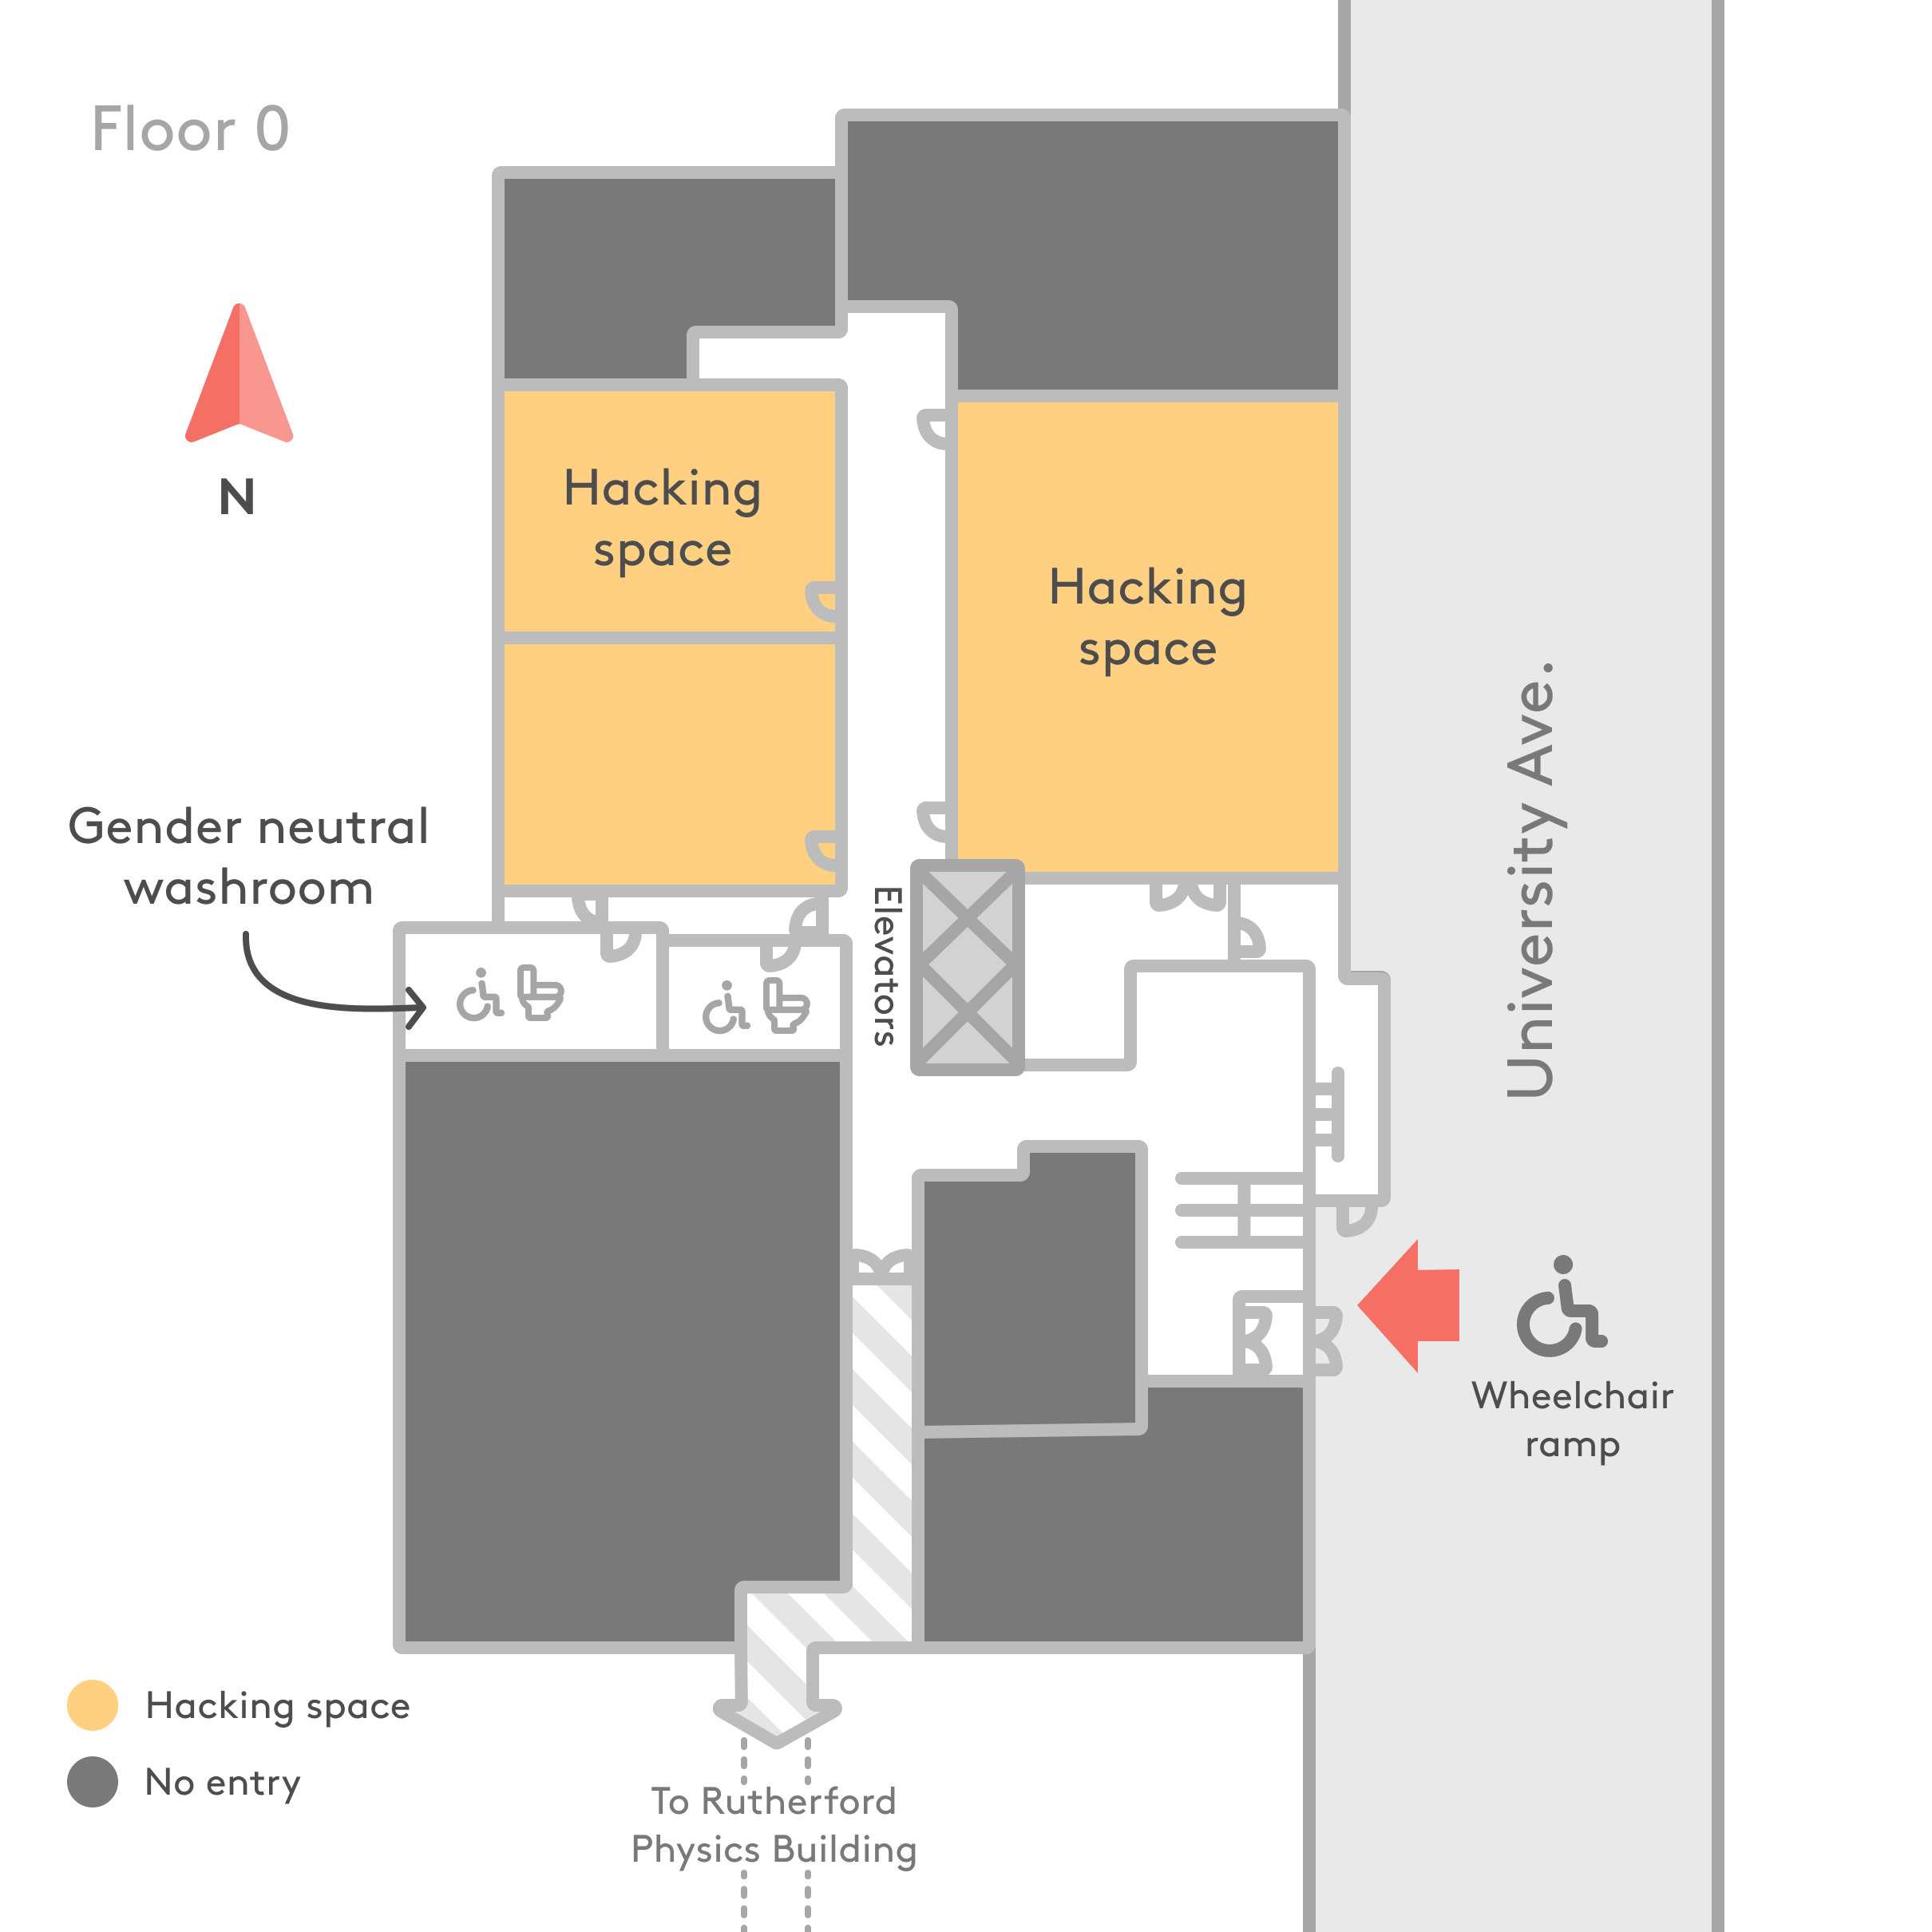 Floor 0
N
Hacking
space
Hacking
space
Gender neutral
washroom
Elevators
University Ave.
Wheelchair
ramp
Hacking space
No entry
To Rutherford
Physics Building